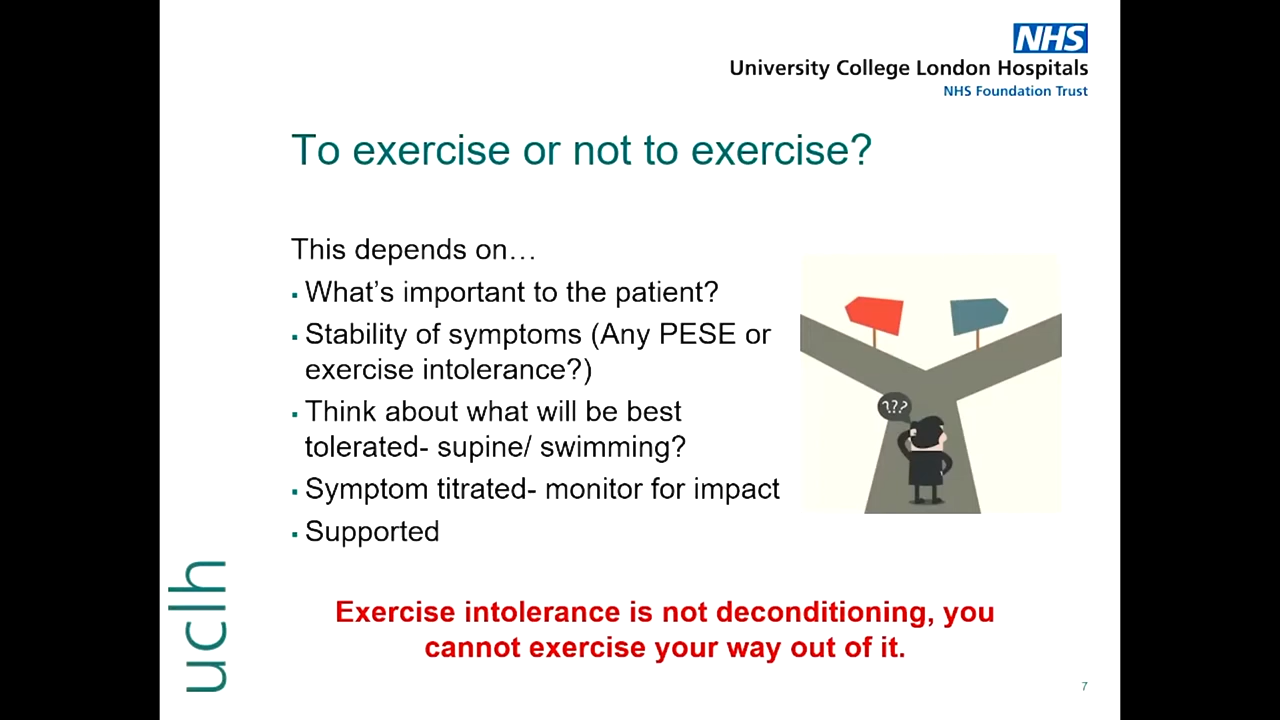 NHS
University College London Hospitals
NHS Foundation Trust
To exercise or not to exercise?
This depends on…
▪ What’s important to the patient?
▪ Stability of symptoms (Any PESE or
exercise intolerance?)
▪ Think about what will be best
tolerated- supine/ swimming?
▪ Symptom titrated- monitor for impact
▪ Supported
???
Exercise intolerance is not deconditioning, you
cannot exercise your way out of it.
uclh
7